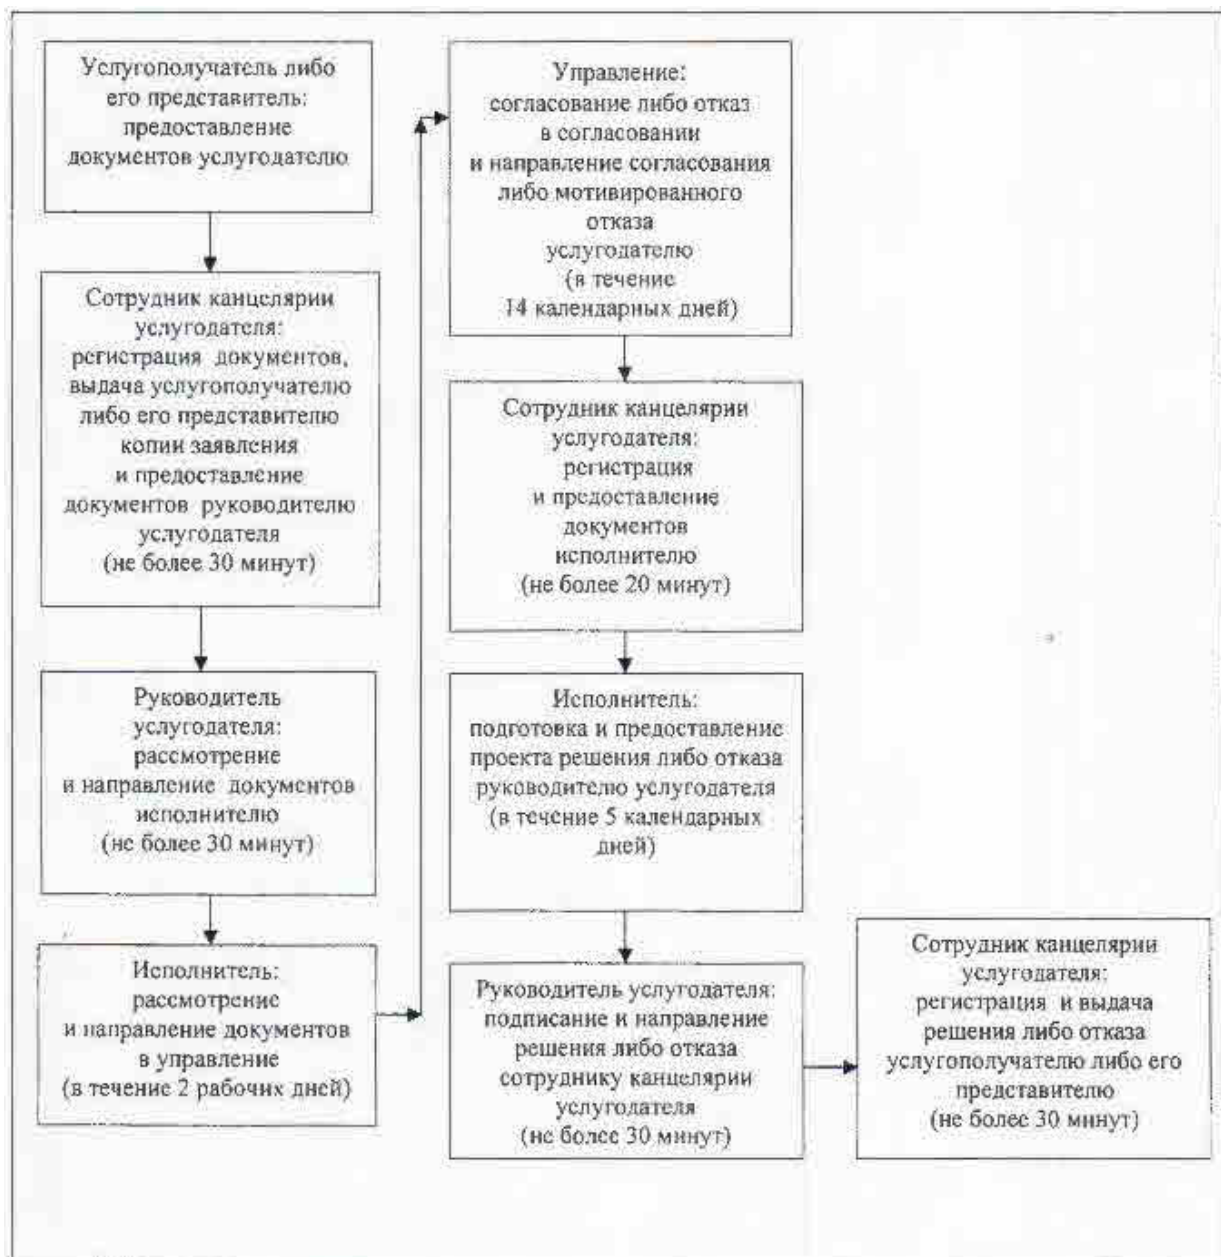 Услугополучатель либо
его представитель:
предоставление
документов услугодателю
Сотрудник канцелярии
услугодателя:
регистрация документов,
выдача услугополучателю
либо его представителю
копии заявления
и предоставление
документов руководителю
услугодателя
(не более 30 минут)
Руководитель
услугодателя:
рассмотрение
и направление документов
исполнителю
(не более 30 минут)
Исполнитель:
рассмотрение
и направление документов
в управление
(в течение 2 рабочих дней)
Управление:
согласование либо отказ
в согласовании
и направление согласования
либо мотивированного
отказа
услугодателю
(в течение
14 календарных дней)
Сотрудник канцелярии
услугодателя:
регистрация
и предоставление
документов
исполнителю
(не более 20 минут)
Исполнитель:
подготовка и предоставление
проекта решения либо отказа
руководителю услугодателя
(в течение 5 календарных
дней)
Руководитель услугодателя:
подписание и направление
решения либо отказа
сотруднику канцелярии
услугодателя
(не более 30 минут)
Сотрудник канцелярии
услугодателя:
регистрация и выдача
решения либо отказа
услугополучателю либо его
представителю
(не более 30 минут)